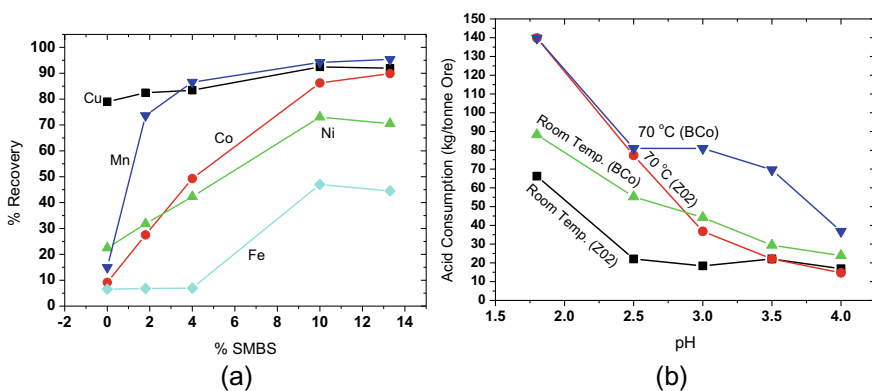 100
90
80
70
60
50
40
30
20
10
0
% Recovery
Cu
Mn
Co
Ni
Fe
-2 0 2 4 6 8 10 12 14
% SMBS
(a)
150
140
130
120
110
100
90
80
70
60
50
40
30
20
10
0
Acid Consumption (kg/tonne Ore)
70 °C (BCo)
Room Temp. (BCo)
70 °C (Z02)
Room Temp. (Z02)
1.5 2.0 2.5 3.0 3.5 4.0
pH
(b)